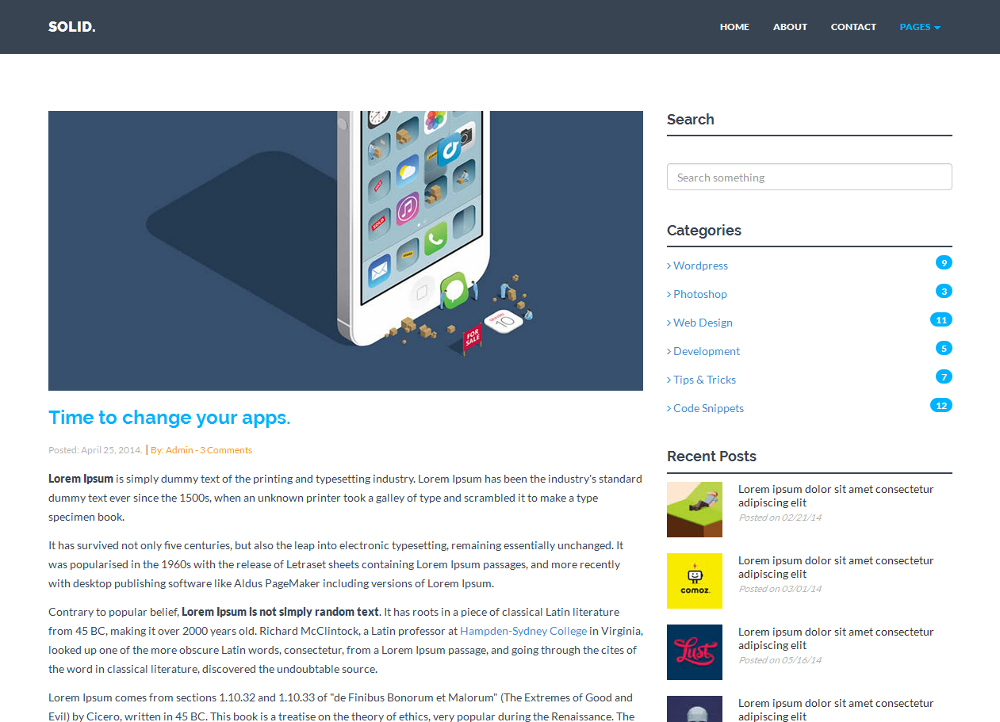 SOLID.
HOME
ABOUT
CONTACT
PAGES
SOLD
SOLD
FOR
SALE
10
Time to change your apps.
Posted: April 25, 2014. | By: Admin - 3 Comments
Lorem Ipsum is simply dummy text of the printing and typesetting industry. Lorem Ipsum has been the industry's standard
dummy text ever since the 1500s, when an unknown printer took a galley of type and scrambled it to make a type
specimen book.
It has survived not only five centuries, but also the leap into electronic typesetting, remaining essentially unchanged. It
was popularised in the 1960s with the release of Letraset sheets containing Lorem Ipsum passages, and more recently
with desktop publishing software like Aldus PageMaker including versions of Lorem Ipsum.
Contrary to popular belief, Lorem Ipsum is not simply random text. It has roots in a piece of classical Latin literature
from 45 BC, making it over 2000 years old. Richard McClintock, a Latin professor at Hampden-Sydney College in Virginia,
looked up one of the more obscure Latin words, consectetur, from a Lorem Ipsum passage, and going through the cites of
the word in classical literature, discovered the undoubtable source.
Lorem Ipsum comes from sections 1.10.32 and 1.10.33 of "de Finibus Bonorum et Malorum" (The Extremes of Good and
Evil) by Cicero, written in 45 BC. This book is a treatise on the theory of ethics, very popular during the Renaissance. The
Search
Search something
Categories
Wordpress 9
Photoshop 3
Web Design 11
Development 5
Tips & Tricks 7
Code Snippets 12
Recent Posts
Lorem ipsum dolor sit amet consectetur
adipiscing elit
Posted on 02/21/14
comoz.
Lorem ipsum dolor sit amet consectetur
adipiscing elit
Posted on 03/01/14
Lust
Lorem ipsum dolor sit amet consectetur
adipiscing elit
Posted on 05/16/14
Lorem ipsum dolor sit amet consectetur
adipiscing elit